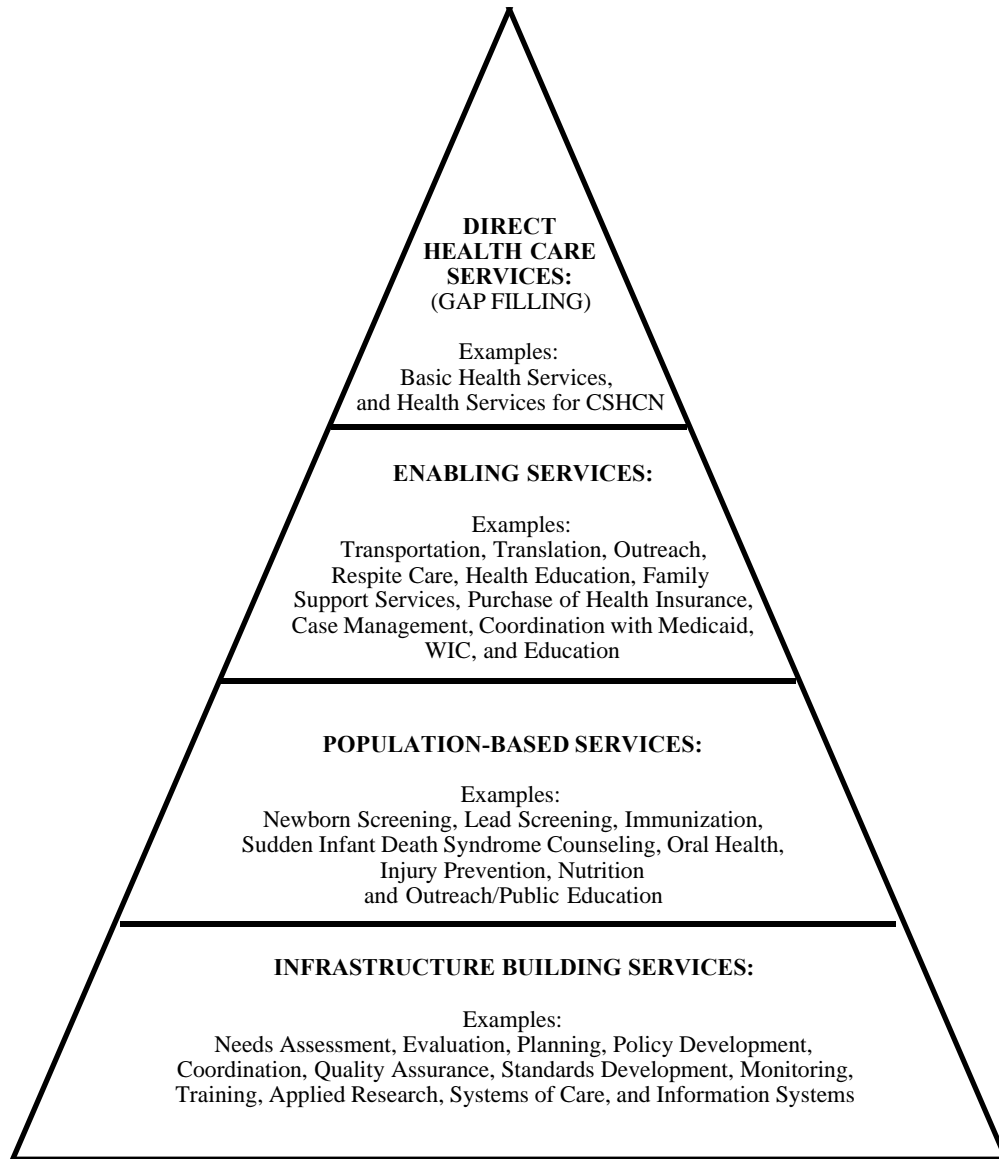 DIRECT
HEALTH CARE
SERVICES:
(GAP FILLING)
Examples:
Basic Health Services,
and Health Services for CSHCN
ENABLING SERVICES:
Examples:
Transportation, Translation, Outreach,
Respite Care, Health Education, Family
Support Services, Purchase of Health Insurance,
Case Management, Coordination with Medicaid,
WIC, and Education
POPULATION-BASED SERVICES:
Examples:
Newborn Screening, Lead Screening, Immunization,
Sudden Infant Death Syndrome Counseling, Oral Health,
Injury Prevention, Nutrition
and Outreach/Public Education
INFRASTRUCTURE BUILDING SERVICES:
Examples:
Needs Assessment, Evaluation, Planning, Policy Development,
Coordination, Quality Assurance, Standards Development, Monitoring,
Training, Applied Research, Systems of Care, and Information Systems